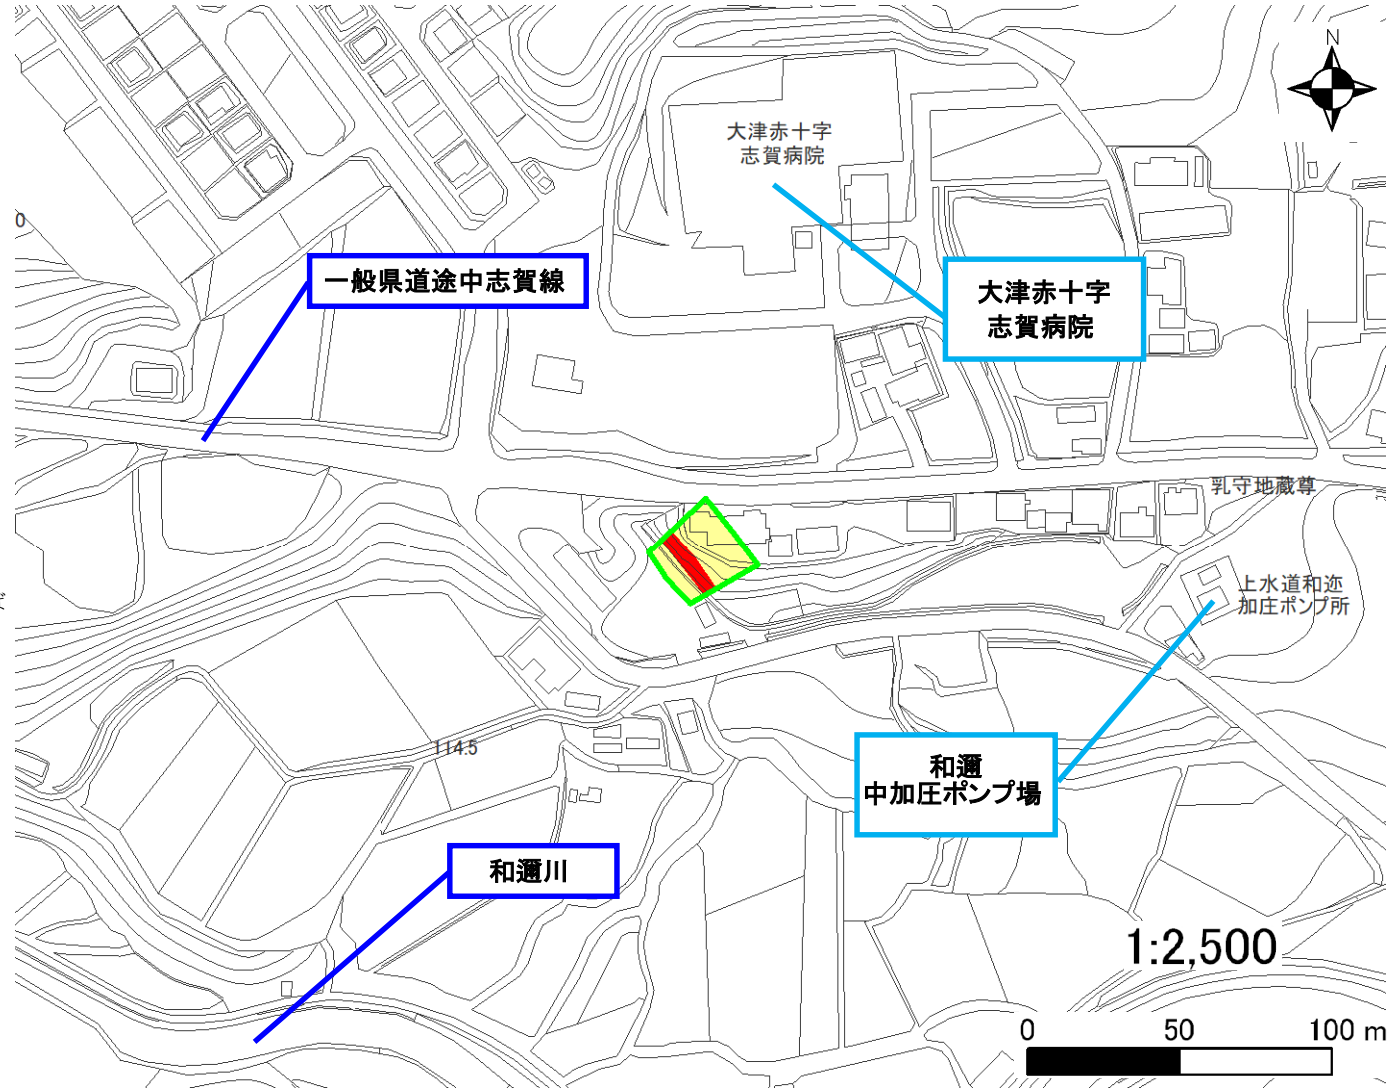 N
大津赤十字
志賀病院
0
一般県道途中志賀線
大津赤十字
志賀病院
乳守地蔵尊
上水道和迩
加圧ポンプ所
114.5
和邇
中加圧ポンプ場
和邇川
1:2,500
0 50 100 m